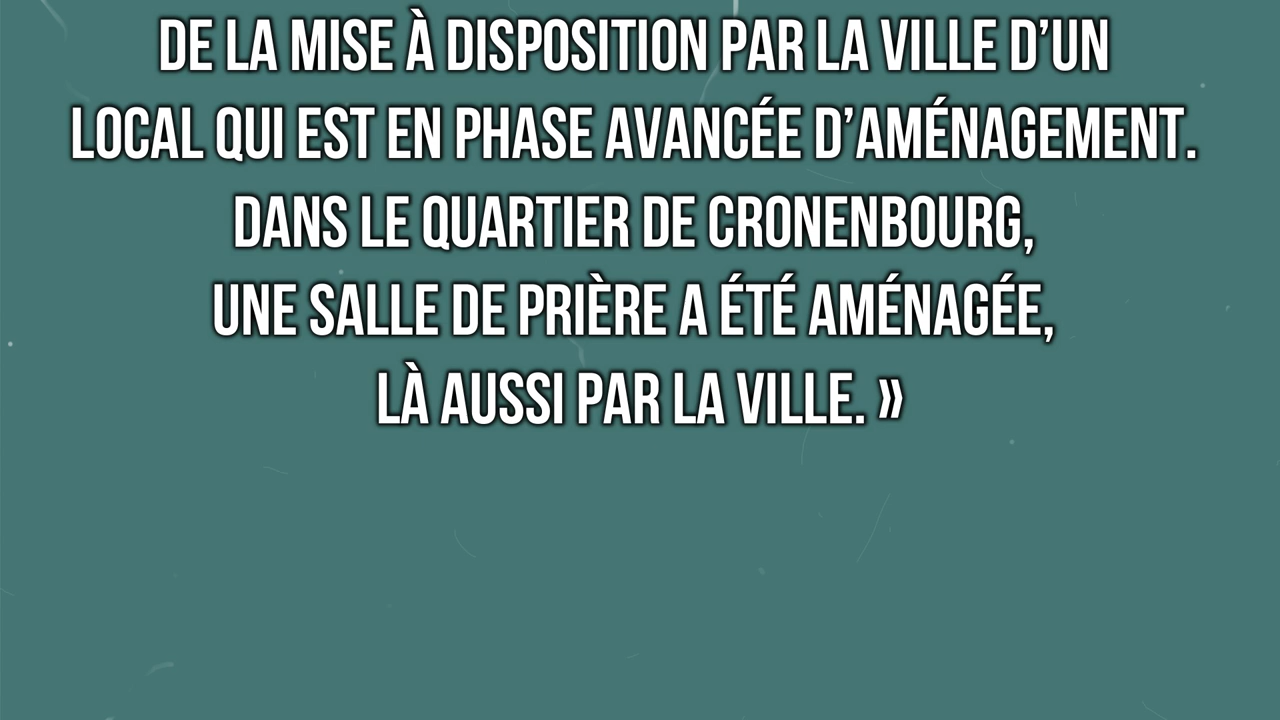 DE LA MISE À DISPOSITION PAR LA VILLE D’UN
LOCAL QUI EST EN PHASE AVANCÉE D’AMÉNAGEMENT.
DANS LE QUARTIER DE CRONENBOURG,
UNE SALLE DE PRIÈRE A ÉTÉ AMÉNAGÉE,
LÀ AUSSI PAR LA VILLE. »